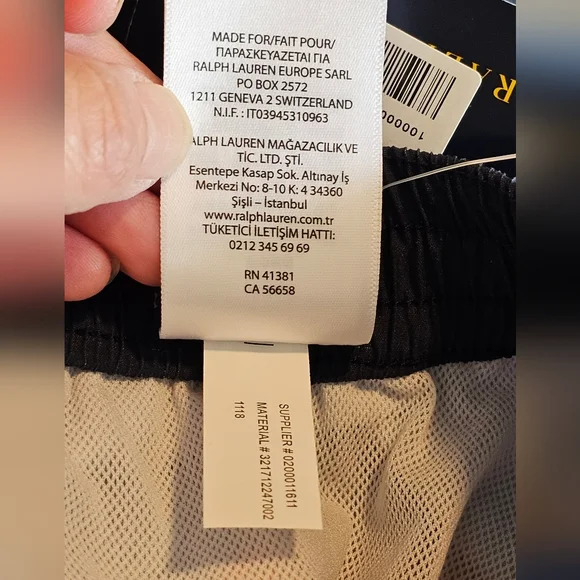 MADE FOR/FAIT POUR/
ΠΑΡΑΣΚΕΥΑΖΕΤΑΙ ΓΙΑ
RALPH LAUREN EUROPE SARL
PO BOX 2572
1211 GENEVA 2 SWITZERLAND
N.I.F. : IT03945310963
ALPH LAUREN MAĞAZACILIK VE
TİC. LTD. ŞTİ.
Esentepe Kasap Sok. Altınay İş
Merkezi No: 8-10 K: 4 34360
Şişli – İstanbul
www.ralphlauren.com.tr
TÜKETİCİ İLETİŞİM HATTI:
0212 345 69 69
RN 41381
CA 56658
SUPPLIER # 0200011611
MATERIAL # 321712247002
1118